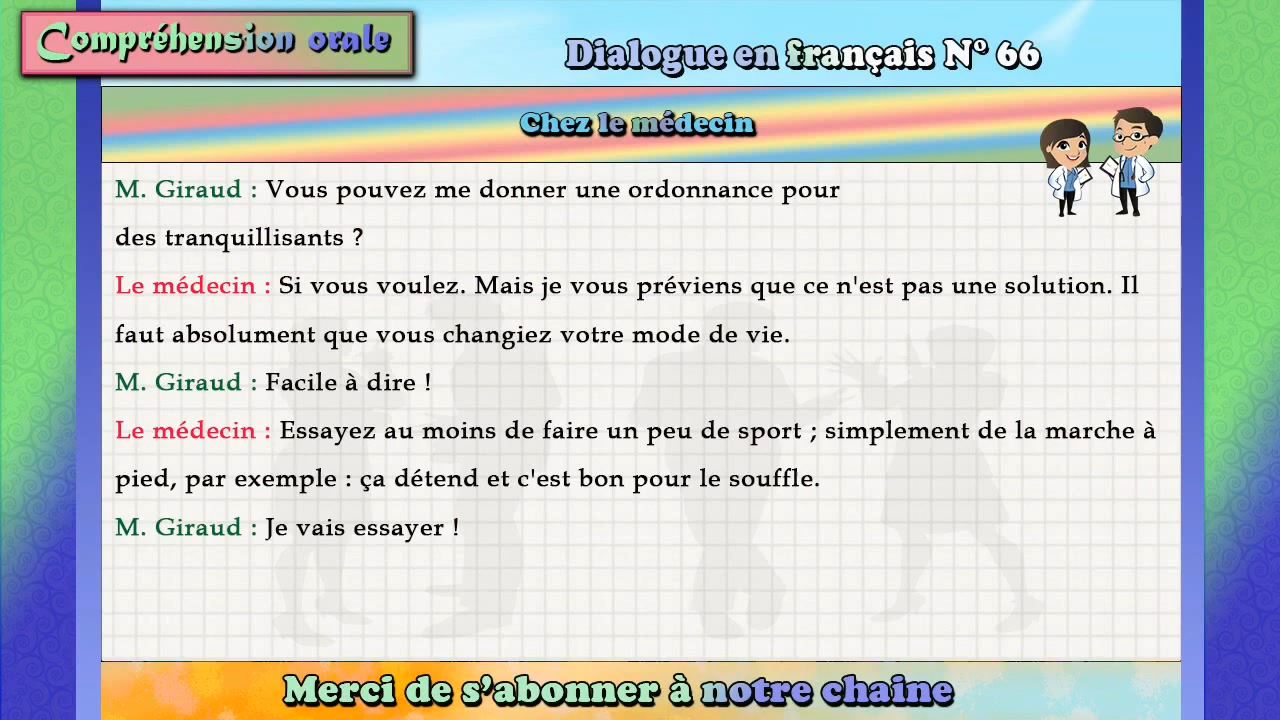 Compréhension orale
Dialogue en français Nº 66
Chez le médecin
M. Giraud : Vous pouvez me donner une ordonnance pour
des tranquillisants ?
Le médecin : Si vous voulez. Mais je vous préviens que ce n'est pas une solution. Il
faut absolument que vous changiez votre mode de vie.
M. Giraud : Facile à dire !
Le médecin : Essayez au moins de faire un peu de sport ; simplement de la marche à
pied, par exemple : ça détend et c'est bon pour le souffle.
M. Giraud : Je vais essayer !
Merci de s’abonner à notre chaine